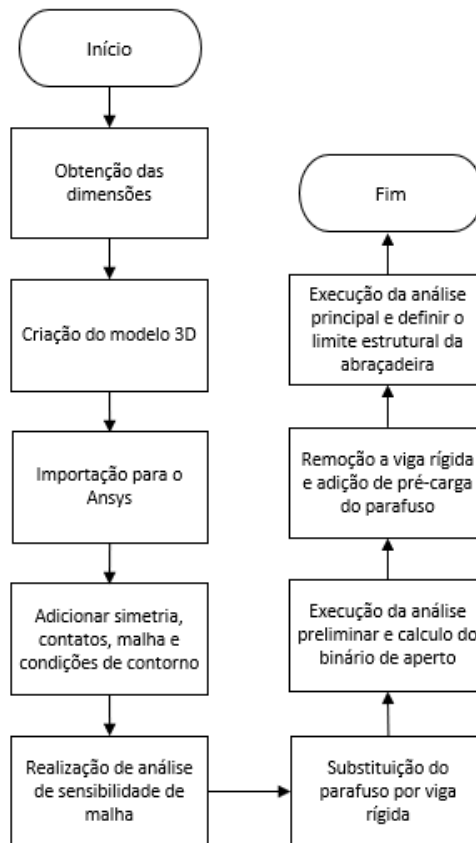 Início
Obtenção das
dimensões
Criação do modelo 3D
Importação para o
Ansys
Adicionar simetria,
contatos, malha e
condições de contorno
Realização de análise
de sensibilidade de
malha
Substituição do
parafuso por viga
rígida
Execução da análise
preliminar e calculo do
binário de aperto
Remoção a viga rígida
e adição de pré-carga
do parafuso
Execução da análise
principal e definir o
limite estrutural da
abraçadeira
Fim